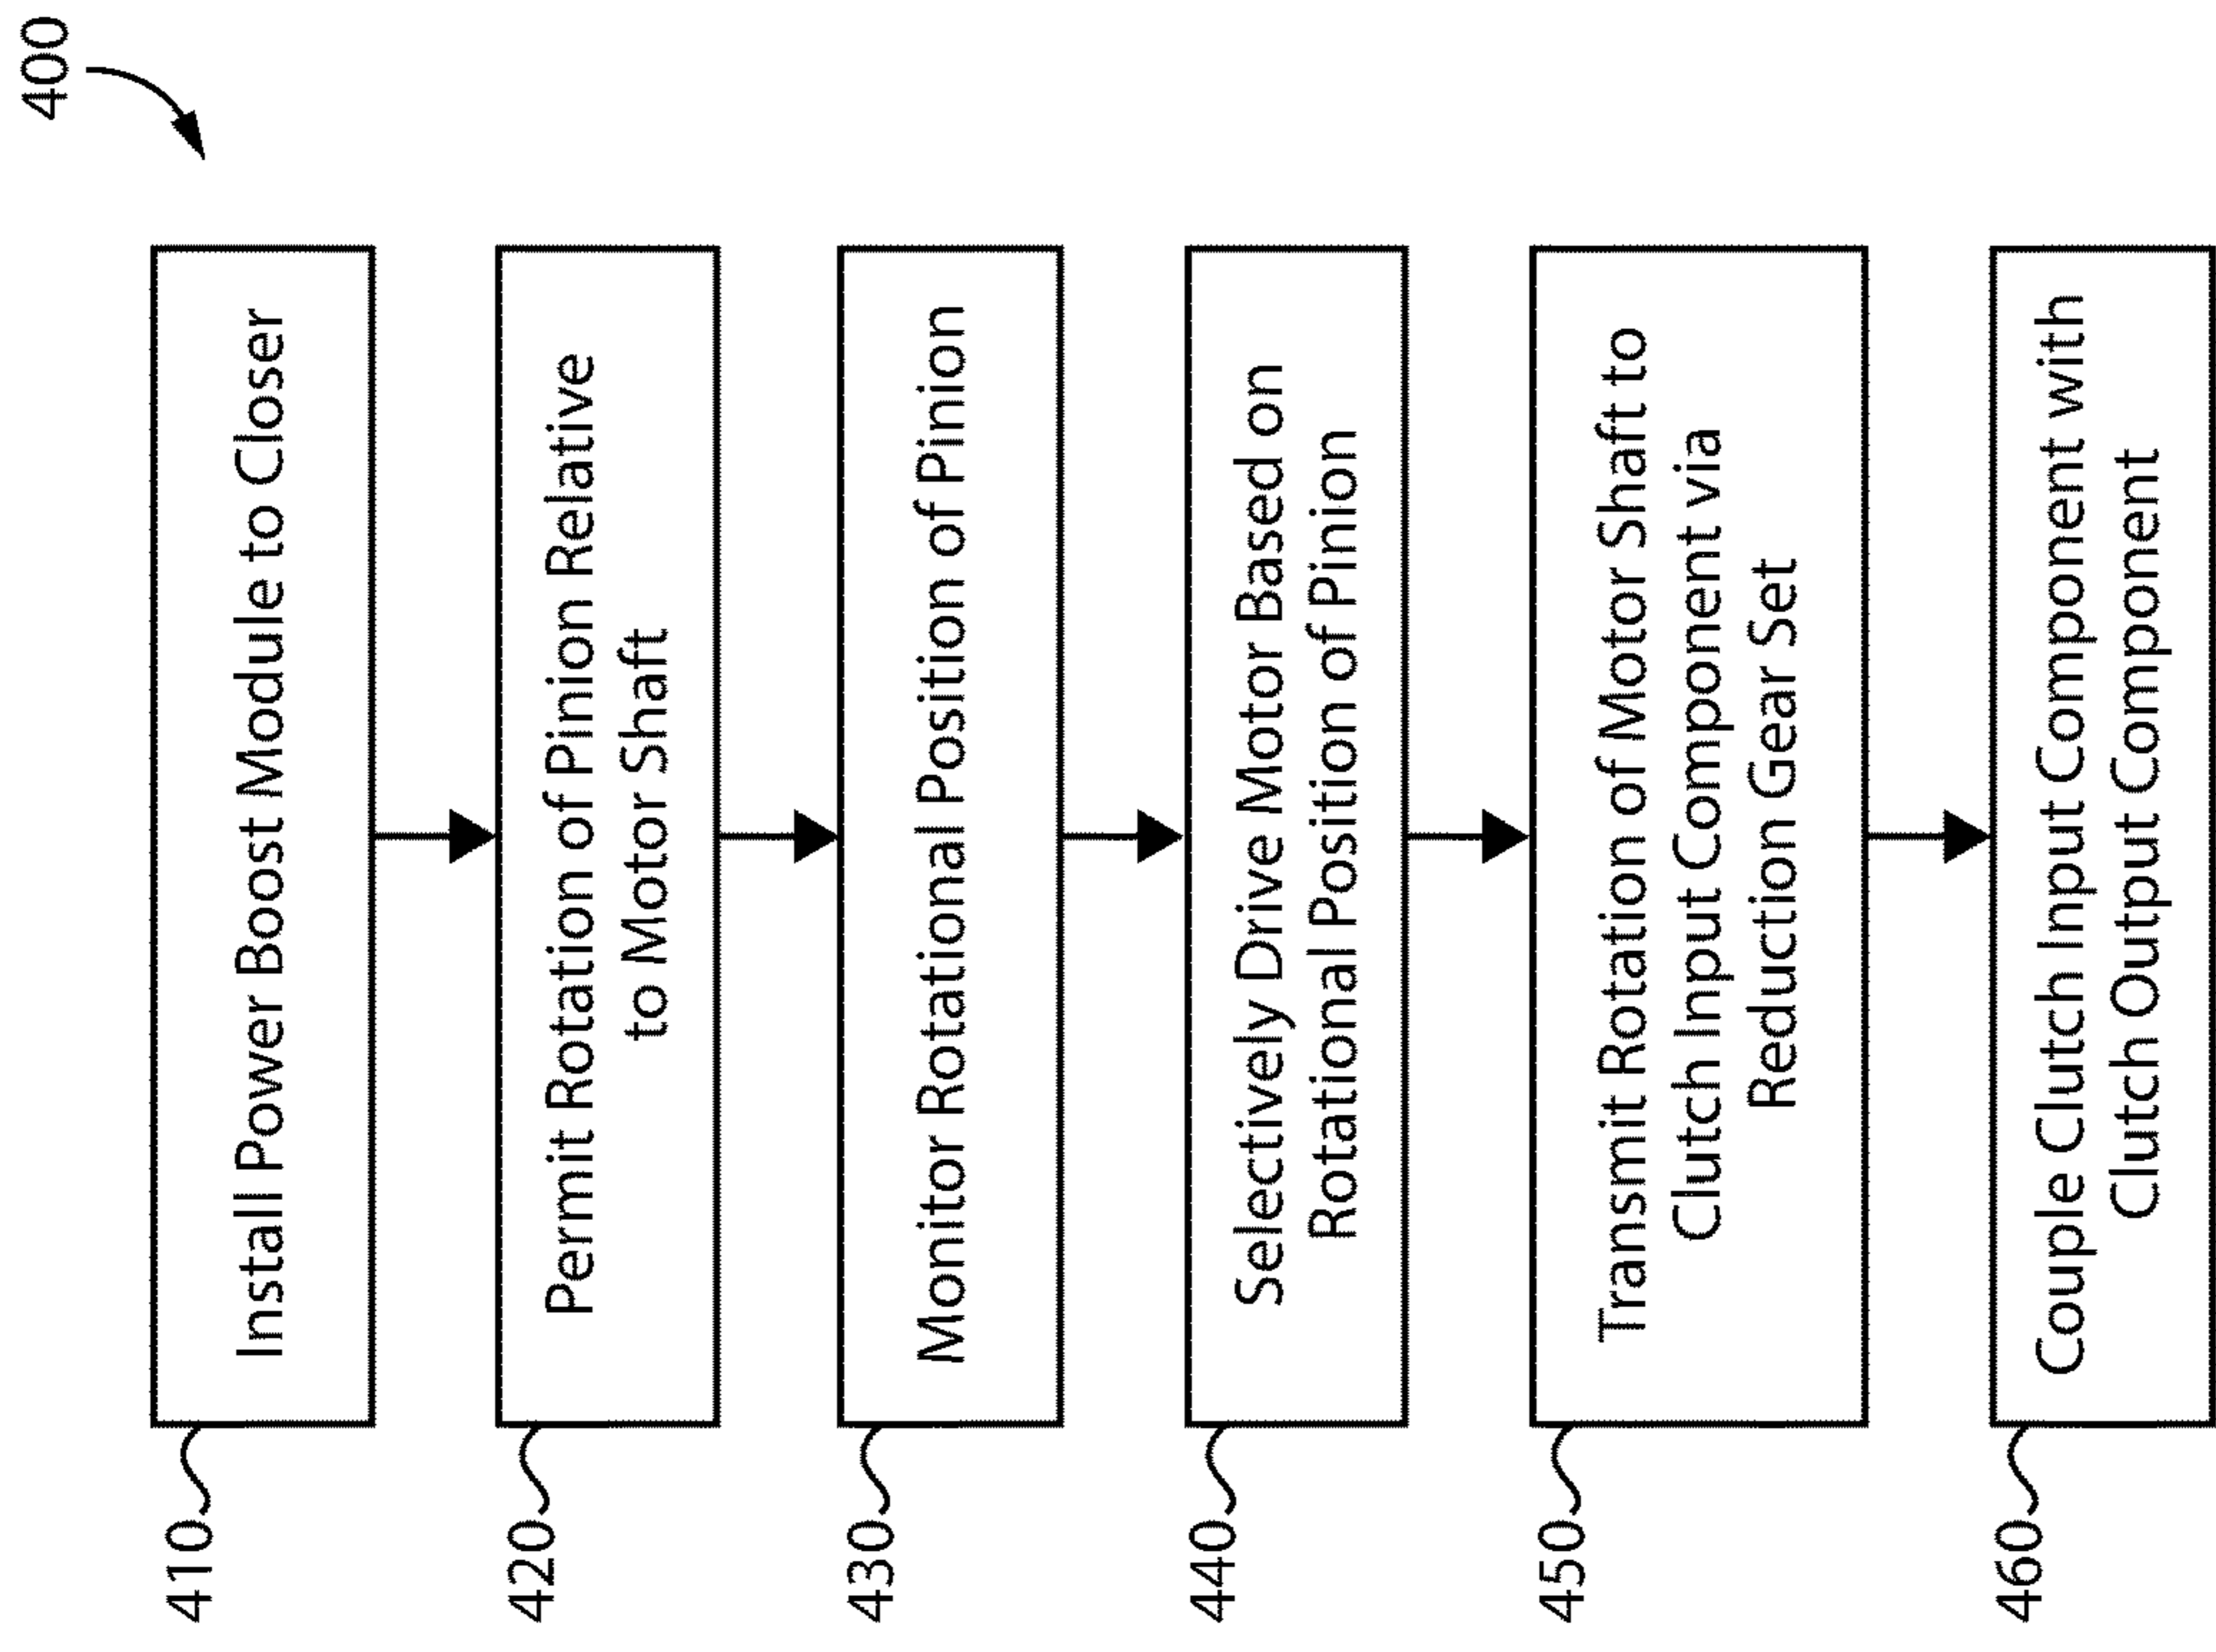 400
410
Install Power Boost Module to Closer
420
Permit Rotation of Pinion Relative
to Motor Shaft
430
Monitor Rotational Position of Pinion
440
Selectively Drive Motor Based on
Rotational Position of Pinion
450
Transmit Rotation of Motor Shaft to
Clutch Input Component via
Reduction Gear Set
460
Couple Clutch Input Component with
Clutch Output Component